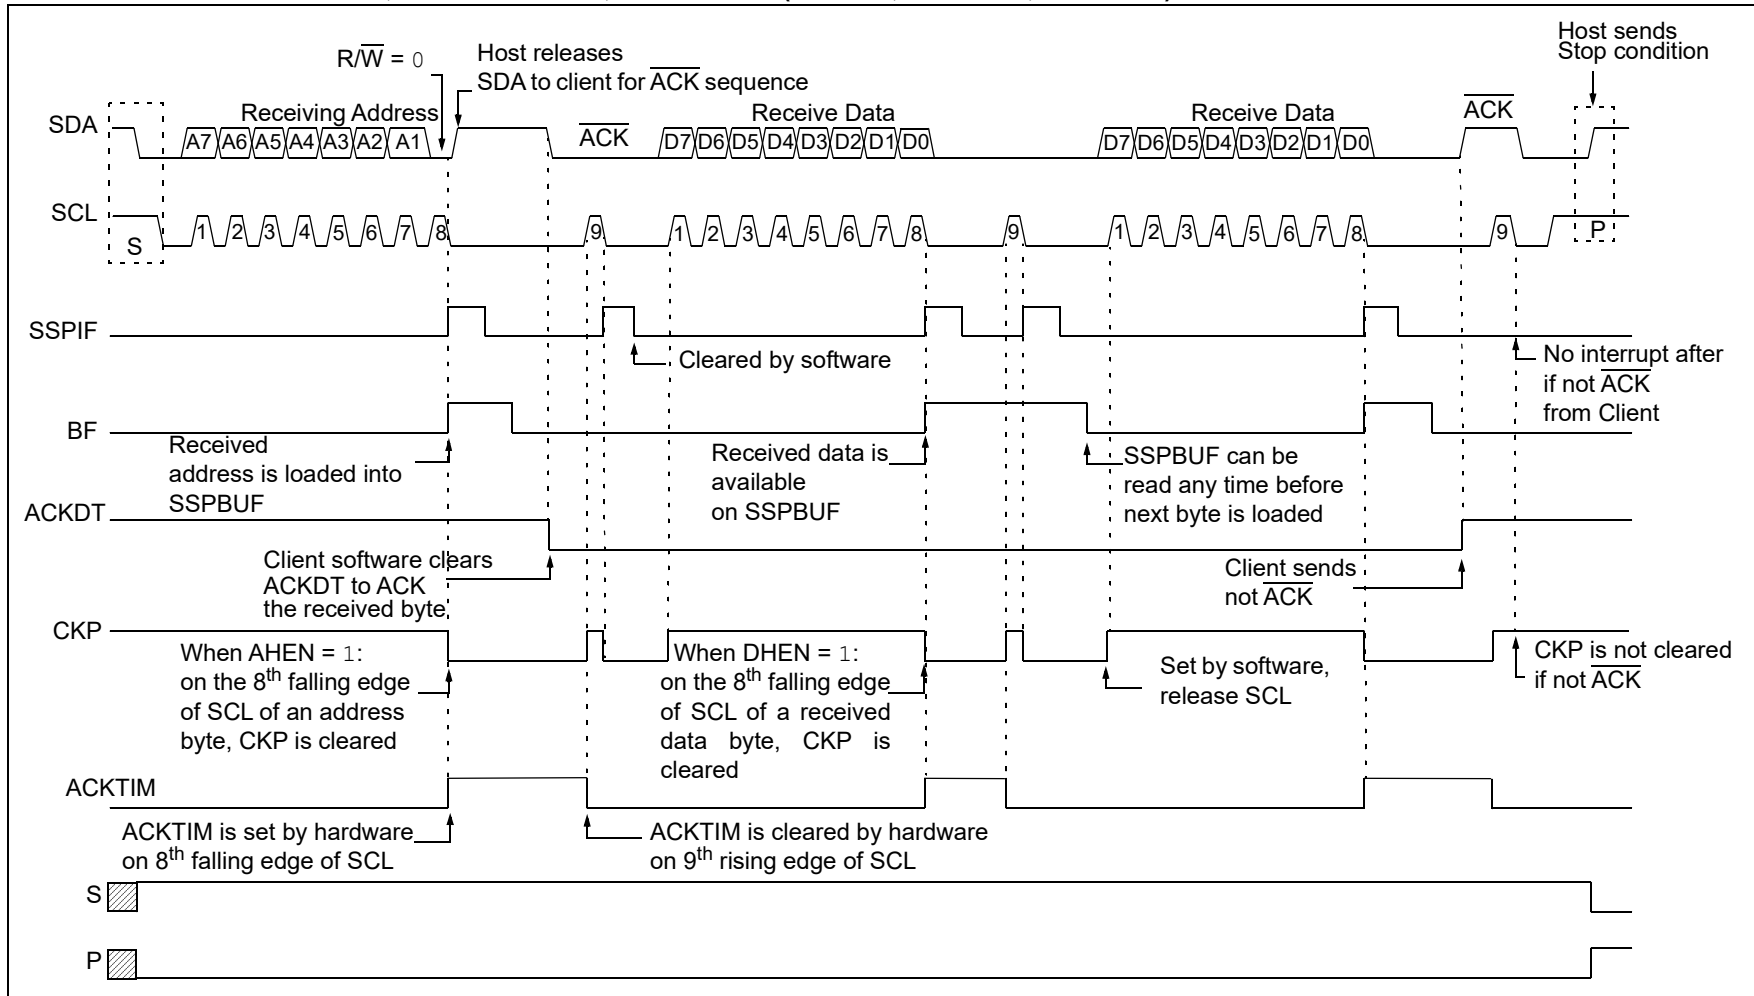 Host sends
Stop condition
R/W̅ = 0
Host releases
SDA to client for A̅C̅K̅ sequence
Receiving Address
Receive Data
Receive Data
A̅C̅K̅
SDA
A7 A6 A5 A4 A3 A2 A1
A̅C̅K̅
D7 D6 D5 D4 D3 D2 D1 D0
D7 D6 D5 D4 D3 D2 D1 D0
SCL
S
1 2 3 4 5 6 7 8
9
1 2 3 4 5 6 7 8
9
1 2 3 4 5 6 7 8
9
P
SSPIF
Cleared by software
No interrupt after
if not A̅C̅K̅
from Client
BF
Received
address is loaded into
SSPBUF
Received data is
available
on SSPBUF
SSPBUF can be
read any time before
next byte is loaded
ACKDT
Client software clears
ACKDT to ACK
the received byte
Client sends
not A̅C̅K̅
CKP
When AHEN = 1:
on the 8th falling edge
of SCL of an address
byte, CKP is cleared
When DHEN = 1:
on the 8th falling edge
of SCL of a received
data byte, CKP is
cleared
Set by software,
release SCL
CKP is not cleared
if not A̅C̅K̅
ACKTIM
ACKTIM is set by hardware
on 8th falling edge of SCL
ACKTIM is cleared by hardware
on 9th rising edge of SCL
S
P